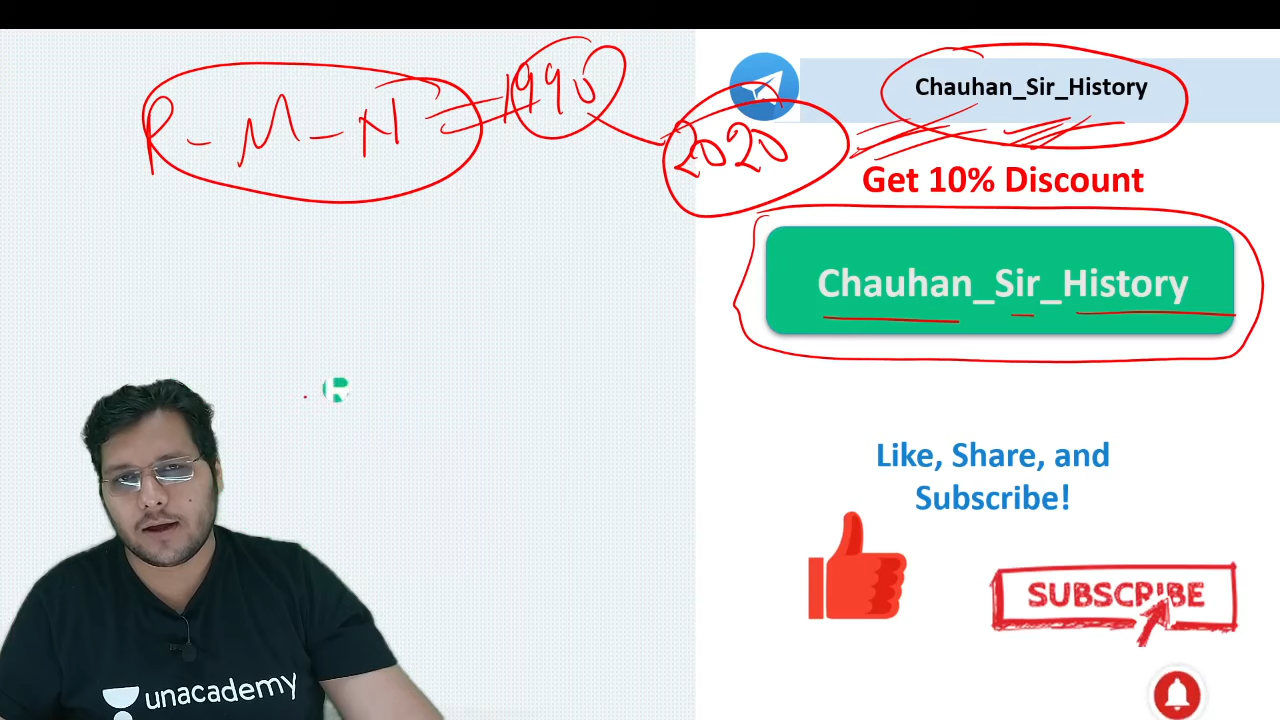 P-M-N = 1990
2020
Chauhan_Sir_History
Get 10% Discount
Chauhan_Sir_History
Like, Share, and
Subscribe!
SUBSCRIBE
R
unacademy